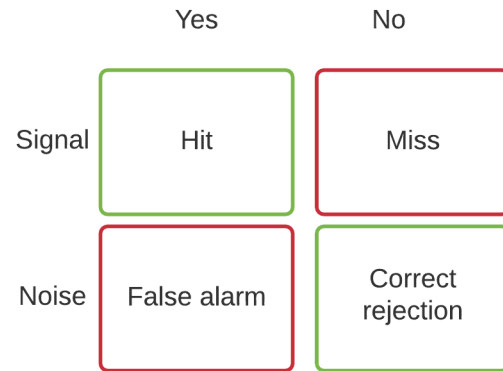 Yes No
Signal Hit Miss
Noise False alarm Correct
rejection